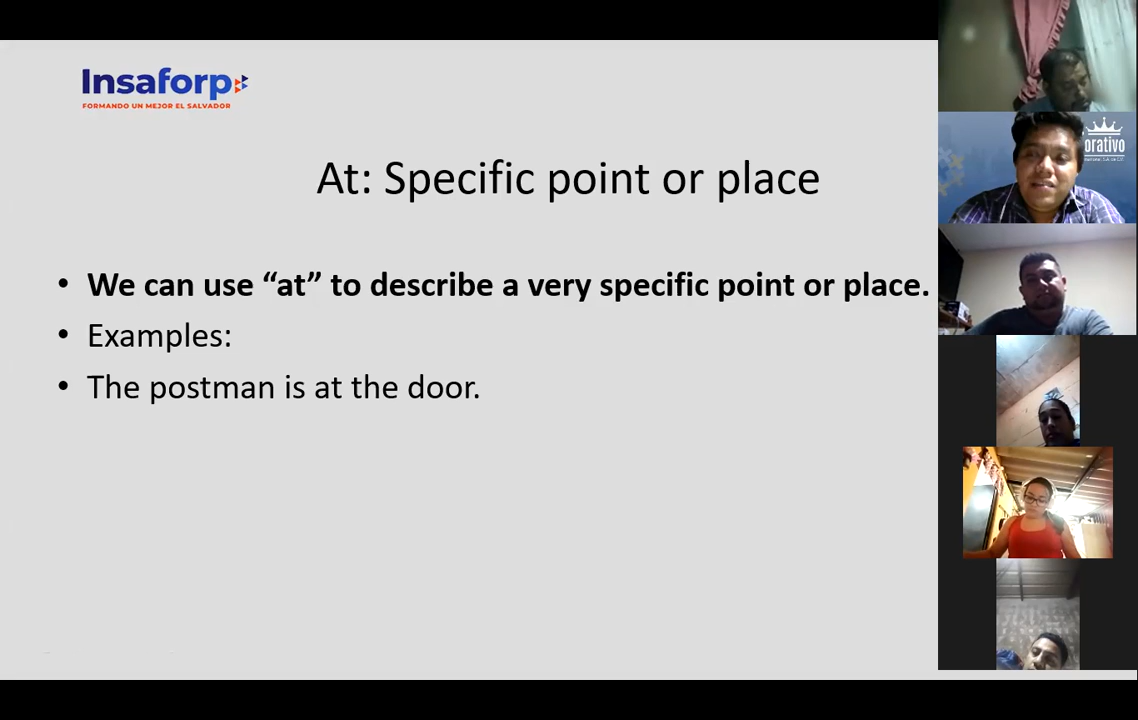 Insaforp
FORMANDO UN MEJOR EL SALVADOR
At: Specific point or place
• We can use “at” to describe a very specific point or place.
• Examples:
• The postman is at the door.
orativo